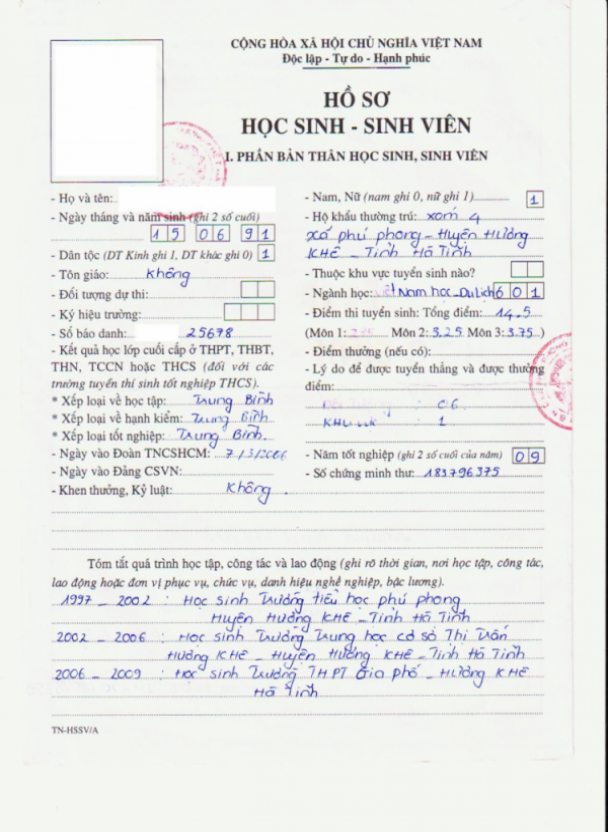 CỘNG HÒA XÃ HỘI CHỦ NGHĨA VIỆT NAM
Độc lập - Tự do - Hạnh phúc
HỒ SƠ
HỌC SINH - SINH VIÊN
I. PHẦN BẢN THÂN HỌC SINH, SINH VIÊN
- Họ và tên:
- Ngày tháng và năm sinh (ghi 2 số cuối)
15 06 91
- Dân tộc (DT Kinh ghi 1, DT khác ghi 0) 1
- Tôn giáo: Không
- Đối tượng dự thi:
- Ký hiệu trường:
- Số báo danh: 25678
- Kết quả học lớp cuối cấp ở THPT, THBT,
THN, TCCN hoặc THCS (đối với các
trường tuyển thí sinh tốt nghiệp THCS).
* Xếp loại về học tập: Trung Bình
* Xếp loại về hạnh kiểm: Trung Bình
* Xếp loại tốt nghiệp: Trung Bình.
- Ngày vào Đoàn TNCSHCM:
- Ngày vào Đảng CSVN:
- Khen thưởng, Kỷ luật: Không.
- Nam, Nữ (nam ghi 0, nữ ghi 1) 1
- Hộ khẩu thường trú: xóm 4
xã phú phong - Huyện Hương
KHÊ - Tỉnh Hà Tĩnh
- Thuộc khu vực tuyển sinh nào?
- Ngành học: việt Nam học - Du lịch 601
- Điểm thi tuyển sinh: Tổng điểm: 14.5
(Môn 1: Môn 2: 5.25 Môn 3: 3.75)
- Điểm thưởng (nếu có):
- Lý do để được tuyển thẳng và được thưởng
điểm:
06
Khu vực : 1
- Năm tốt nghiệp (ghi 2 số cuối của năm) 09
- Số chứng minh thư: 183796375
Tóm tắt quá trình học tập, công tác và lao động (ghi rõ thời gian, nơi học tập, công tác,
lao động hoặc đơn vị phục vụ, chức vụ, danh hiệu nghề nghiệp, bậc lương).
1997 - 2002 : Học sinh Trường tiểu học phú phong
Huyện Hương KHÊ - Tỉnh Hà Tĩnh
2002 - 2006 : Học sinh Trường Trung học cơ sở Thị Trấn
Hương KHÊ - Huyện Hương KHÊ - Tỉnh Hà Tĩnh
2006 - 2009 : Học sinh Trường THPT Gia phố - Hương KHÊ
Hà Tĩnh
TN-HSSV/A